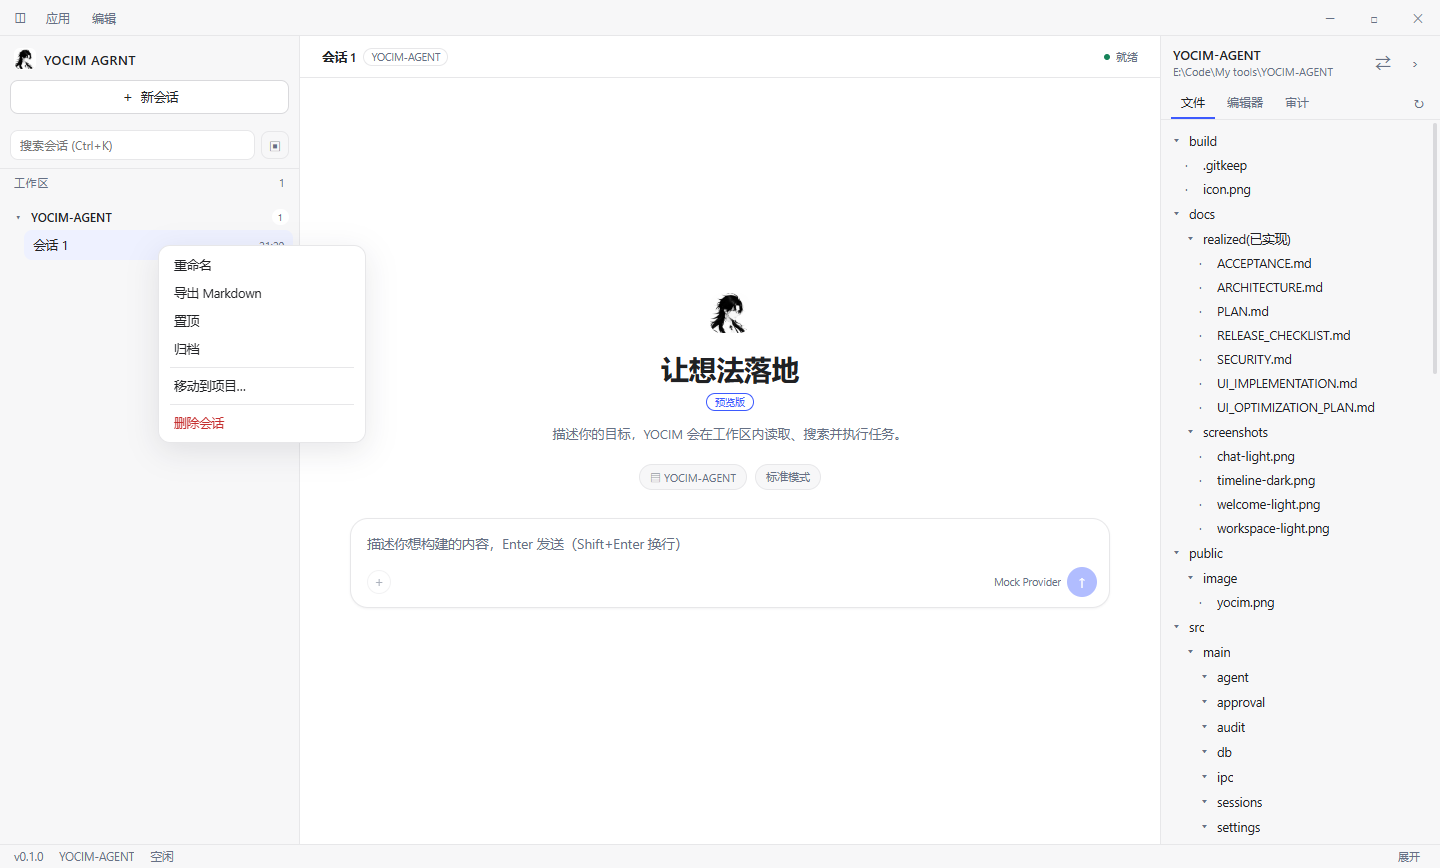 应用 编辑
YOCIM AGRNT
+ 新会话
搜索会话 (Ctrl+K)
工作区 1
YOCIM-AGENT 1
会话 1
重命名
导出 Markdown
置顶
归档
移动到项目...
删除会话
会话 1 YOCIM-AGENT 就绪
让想法落地
预览版
描述你的目标，YOCIM 会在工作区内读取、搜索并执行任务。
YOCIM-AGENT 标准模式
描述你想构建的内容，Enter 发送（Shift+Enter 换行）
+ Mock Provider ↑
YOCIM-AGENT
E:\Code\My tools\YOCIM-AGENT
文件 编辑器 审计
build
.gitkeep
icon.png
docs
realized(已实现)
ACCEPTANCE.md
ARCHITECTURE.md
PLAN.md
RELEASE_CHECKLIST.md
SECURITY.md
UI_IMPLEMENTATION.md
UI_OPTIMIZATION_PLAN.md
screenshots
chat-light.png
timeline-dark.png
welcome-light.png
workspace-light.png
public
image
yocim.png
src
main
agent
approval
audit
db
ipc
sessions
settings
v0.1.0 YOCIM-AGENT 空闲 展开